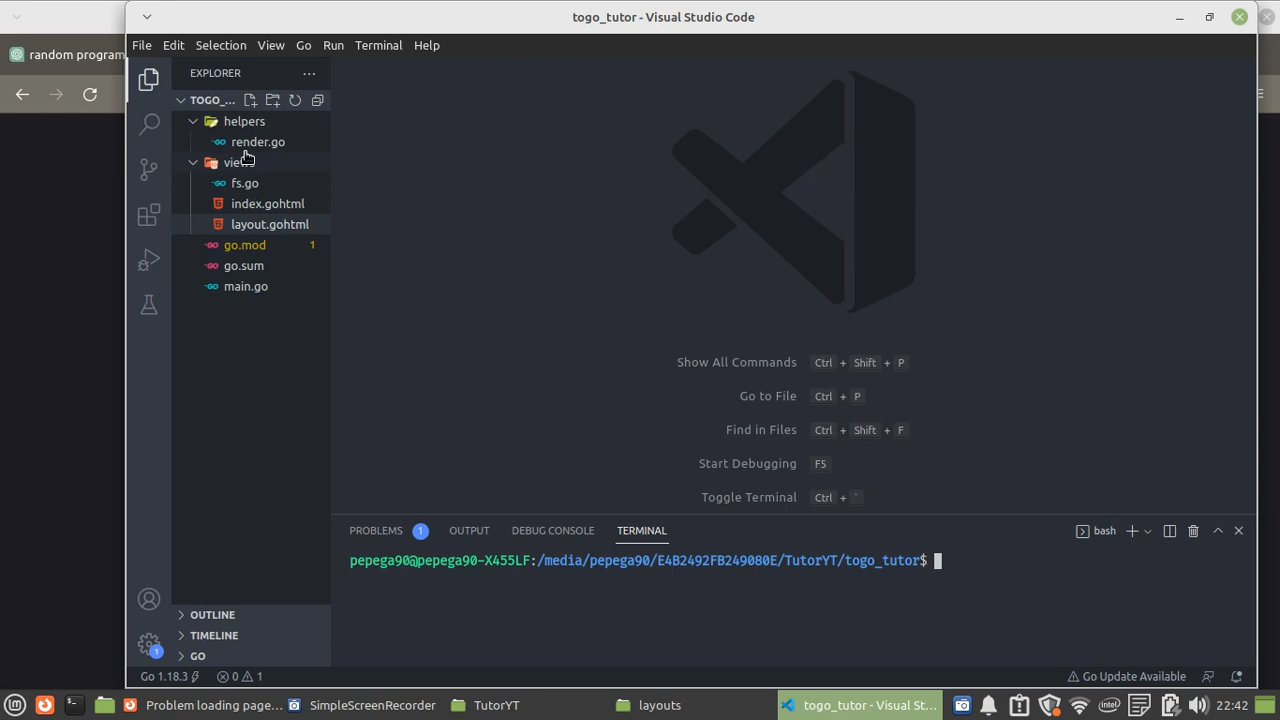 togo_tutor - Visual Studio Code
random program
File Edit Selection View Go Run Terminal Help
EXPLORER
TOGO_...
helpers
render.go
fs.go
index.gohtml
layout.gohtml
go.mod 1
go.sum
main.go
Show All Commands Ctrl + Shift + P
Go to File Ctrl + P
Find in Files Ctrl + Shift + F
Start Debugging F5
Toggle Terminal Ctrl + `
PROBLEMS 1 OUTPUT DEBUG CONSOLE TERMINAL bash
pepega90@pepega90-X455LF:/media/pepega90/E4B2492FB249080E/TutorYT/togo_tutor$
OUTLINE
TIMELINE
GO
1
Go 1.18.3 0 1 Go Update Available
Problem loading page... SimpleScreenRecorder TutorYT layouts togo_tutor - Visual St... intel 22:42